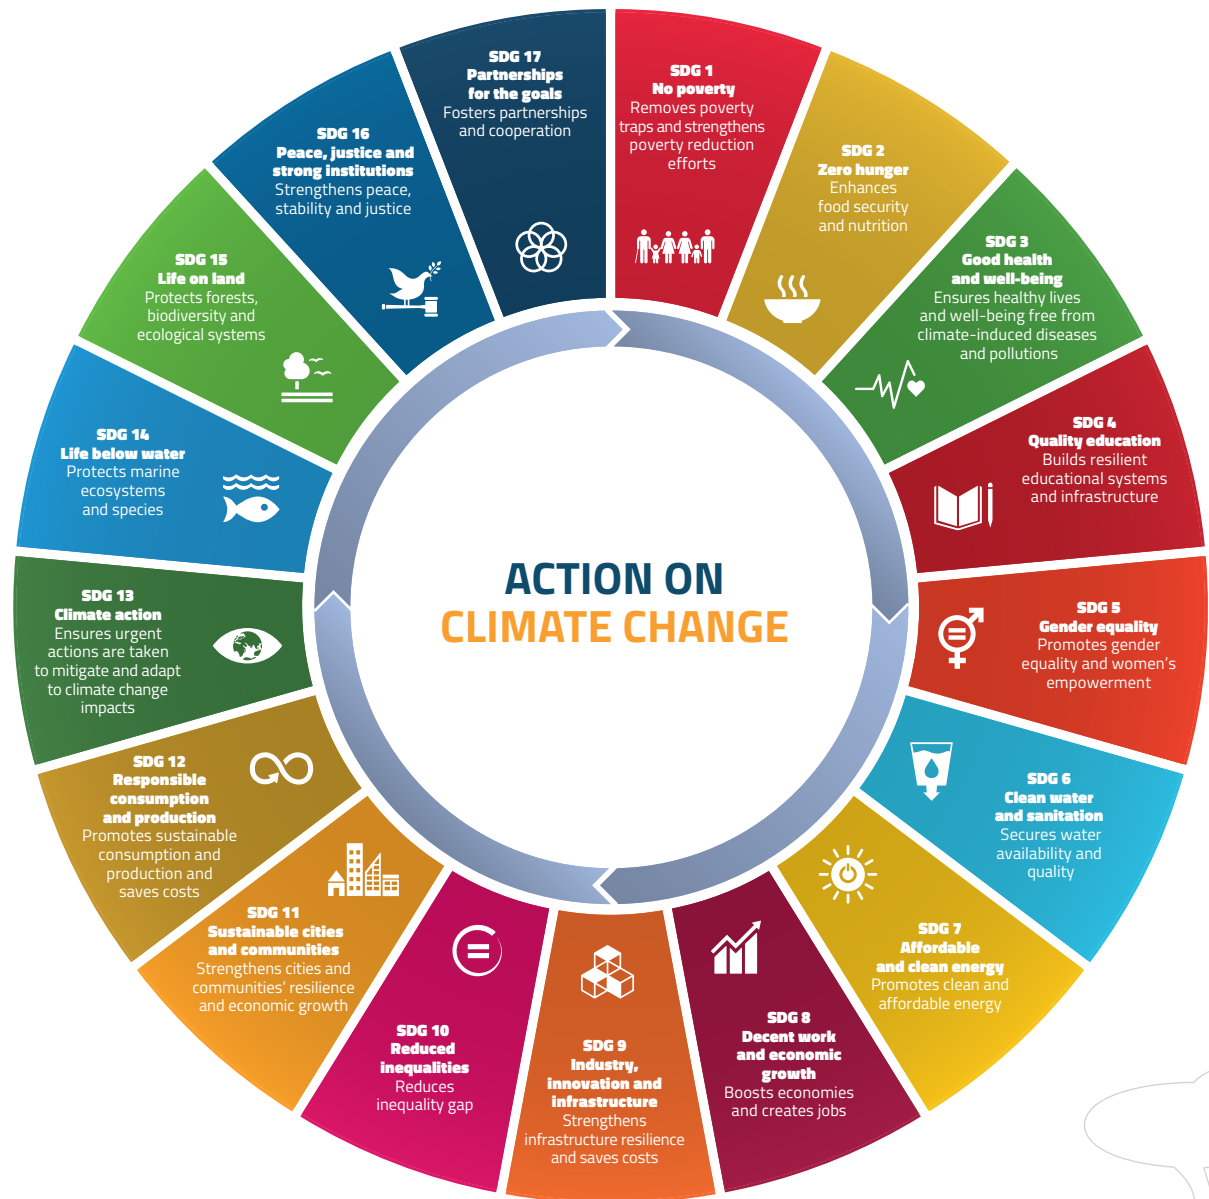 SDG 1
No poverty
Removes poverty
traps and strengthens
poverty reduction
efforts
SDG 2
Zero hunger
Enhances
food security
and nutrition
SDG 3
Good health
and well-being
Ensures healthy lives
and well-being free from
climate-induced diseases
and pollutions
SDG 4
Quality education
Builds resilient
educational systems
and infrastructure
SDG 5
Gender equality
Promotes gender
equality and women's
empowerment
SDG 6
Clean water
and sanitation
Secures water
availability and
quality
SDG 7
Affordable
and clean energy
Promotes clean and
affordable energy
SDG 8
Decent work
and economic
growth
Boosts economies
and creates jobs
SDG 9
Industry,
innovation and
infrastructure
Strengthens
infrastructure resilience
and saves costs
SDG 10
Reduced
inequalities
Reduces
inequality gap
SDG 11
Sustainable cities
and communities
Strengthens cities and
communities' resilience
and economic growth
SDG 12
Responsible
consumption
and production
Promotes sustainable
consumption and
production and
saves costs
SDG 13
Climate action
Ensures urgent
actions are taken
to mitigate and adapt
to climate change
impacts
SDG 14
Life below water
Protects marine
ecosystems
and species
SDG 15
Life on land
Protects forests,
biodiversity and
ecological systems
SDG 16
Peace, justice and
strong institutions
Strengthens peace,
stability and justice
SDG 17
Partnerships
for the goals
Fosters partnerships
and cooperation
ACTION ON
CLIMATE CHANGE